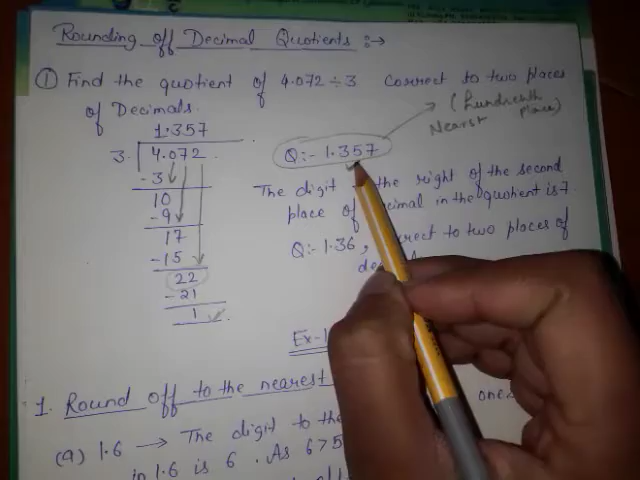 Rounding off Decimal Quotients :→
① Find the quotient of 4.072 ÷ 3 Correct to two places
of Decimals.
1.357
3. 4.072
-3
10
-9
17
-15
22
-21
1
(Hundrenth
Nearst place)
Q:- 1.357
The digit the right of the second
place of decimal in the quotient is 7.
Q:- 1.36, correct to two places of
Ex-1
1. Round off to the nearest
(a) 1.6 → The digit to the
in 1.6 is 6. As 6>5